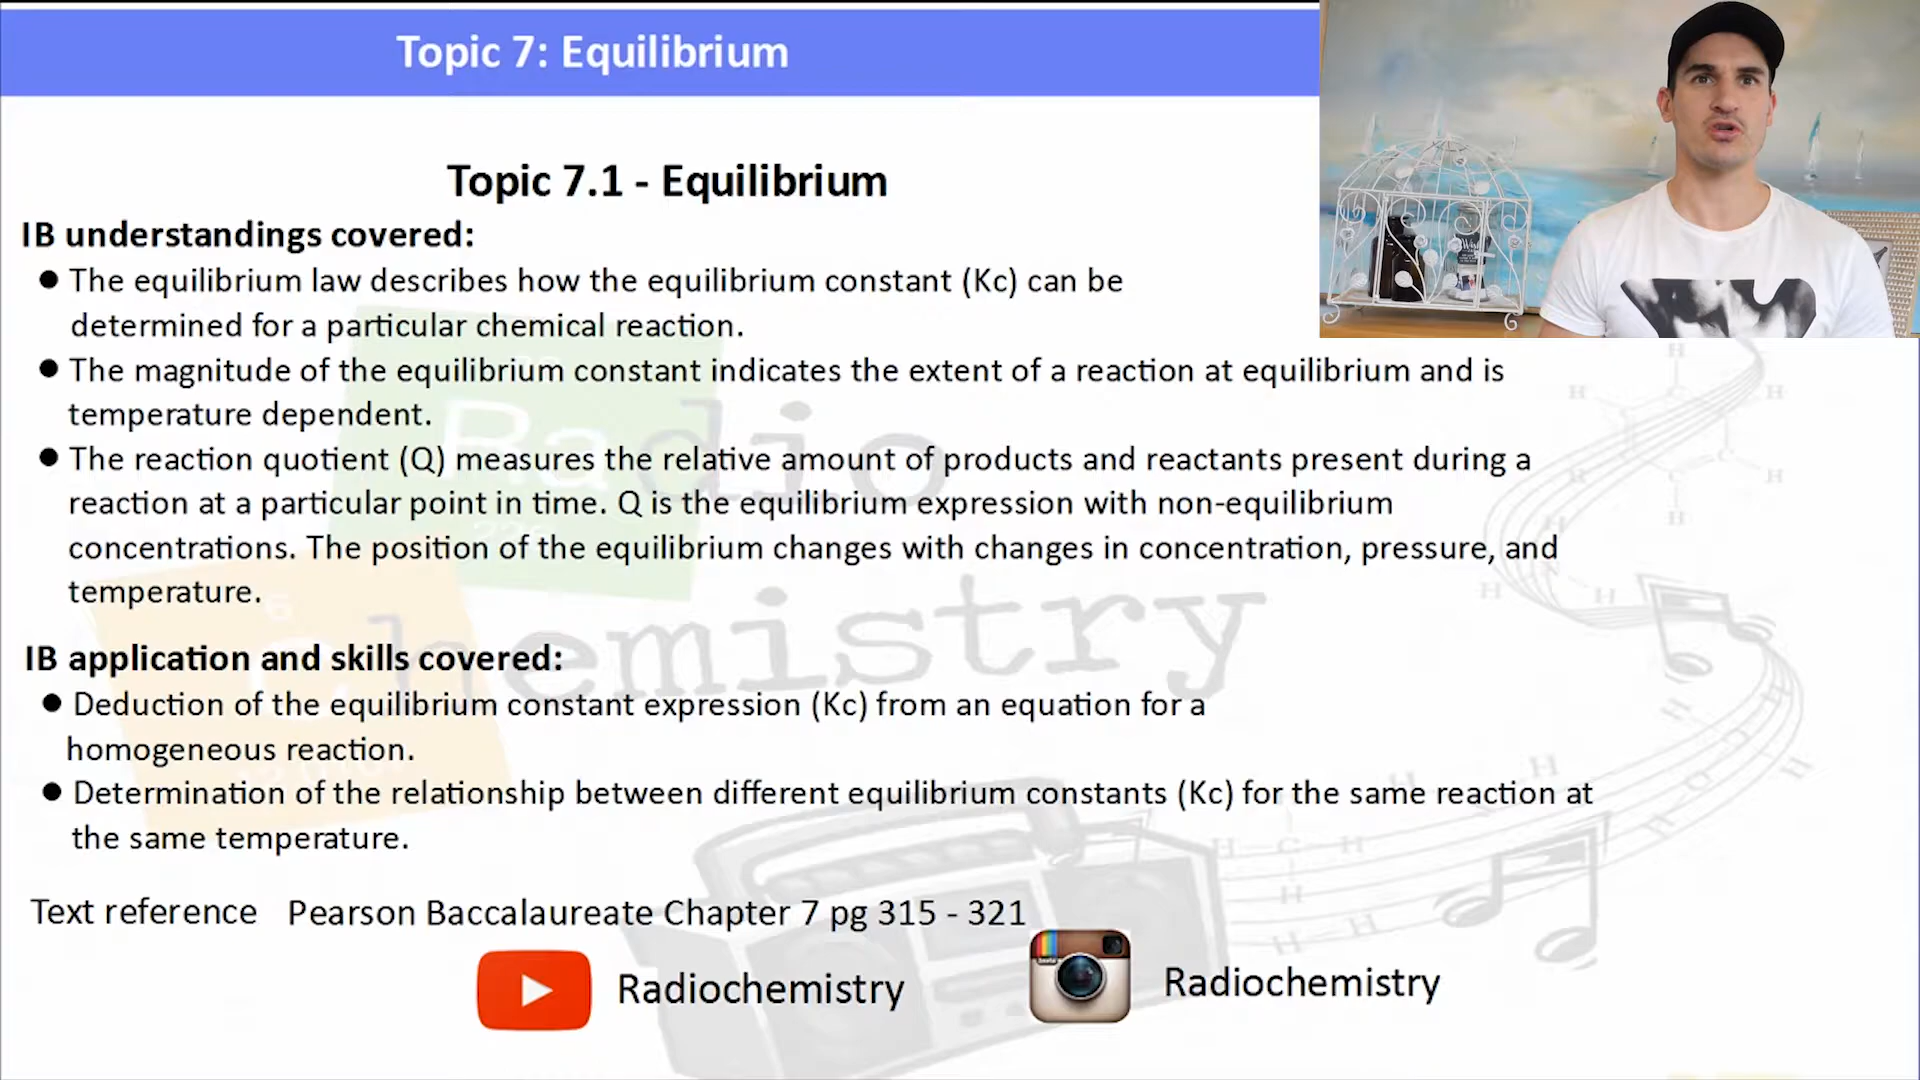 Topic 7: Equilibrium
Topic 7.1 - Equilibrium
IB understandings covered:
● The equilibrium law describes how the equilibrium constant (Kc) can be
determined for a particular chemical reaction.
● The magnitude of the equilibrium constant indicates the extent of a reaction at equilibrium and is
temperature dependent.
● The reaction quotient (Q) measures the relative amount of products and reactants present during a
reaction at a particular point in time. Q is the equilibrium expression with non-equilibrium
concentrations. The position of the equilibrium changes with changes in concentration, pressure, and
temperature.
IB application and skills covered:
● Deduction of the equilibrium constant expression (Kc) from an equation for a
homogeneous reaction.
● Determination of the relationship between different equilibrium constants (Kc) for the same reaction at
the same temperature.
Text reference Pearson Baccalaureate Chapter 7 pg 315 - 321
Radiochemistry
Radiochemistry
Radio
Chemistry